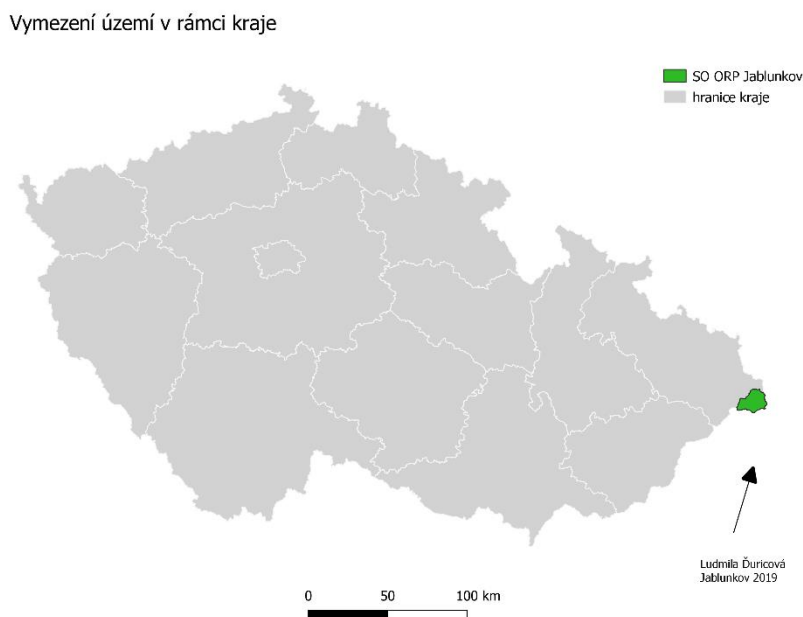 Vymezení území v rámci kraje
SO ORP Jablunkov
hranice kraje
Ludmila Ďuricová
Jablunkov 2019
0 50 100 km